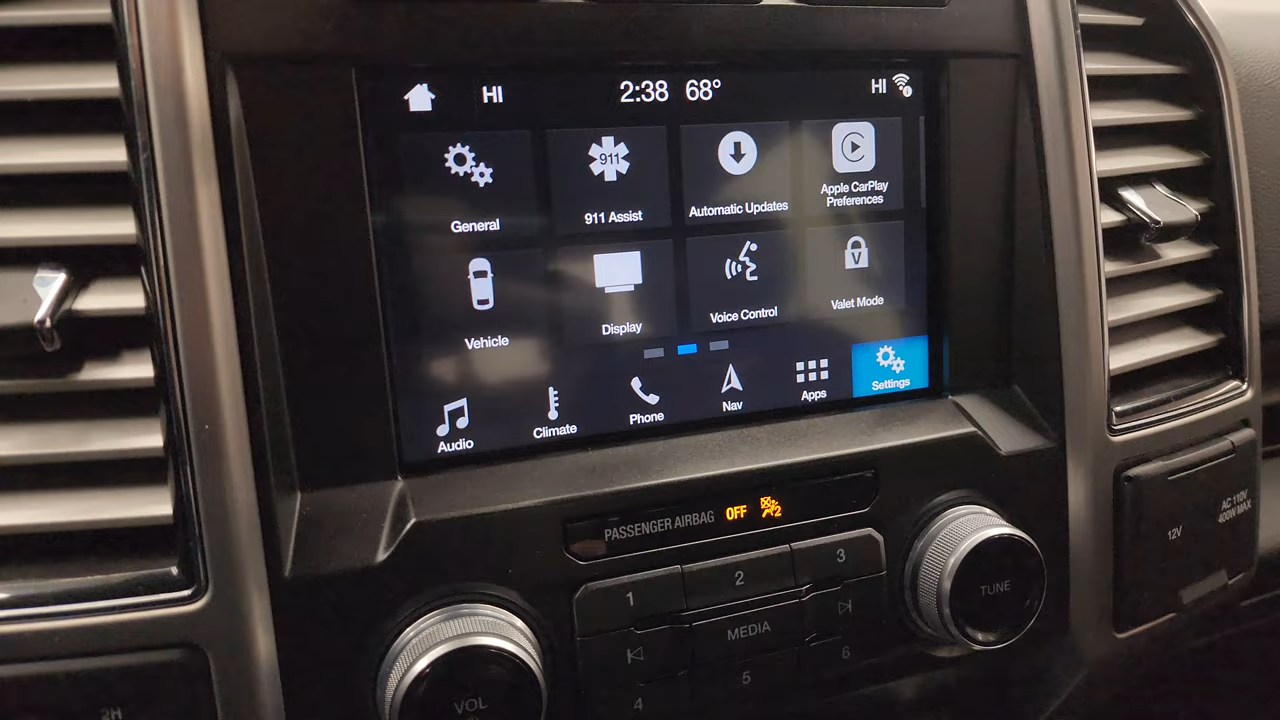 HI 2:38 68° HI
911
General
911 Assist
Automatic Updates
Apple CarPlay
Preferences
V
Vehicle
Display
Voice Control
Valet Mode
Audio
Climate
Phone
Nav
Apps
Settings
PASSENGER AIRBAG OFF 2
1
2
3
MEDIA
4
5
6
VOL
TUNE
12V
AC 110V
400W MAX